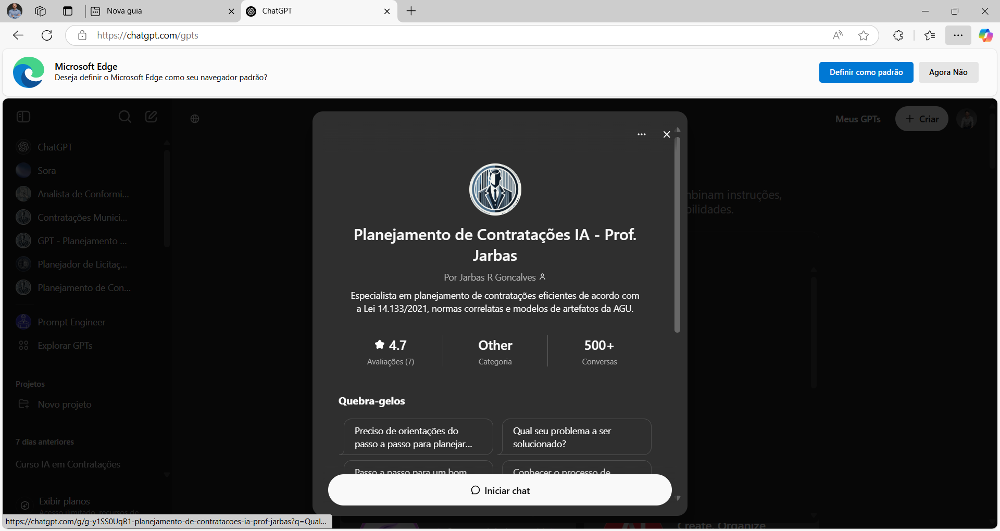 Nova guia
ChatGPT
https://chatgpt.com/gpts
Microsoft Edge
Deseja definir o Microsoft Edge como seu navegador padrão?
Definir como padrão
Agora Não
Meus GPTs
Criar
ChatGPT
Sora
Analista de Conformi...
Contratações Munici...
GPT - Planejamento ...
Planejador de Licitaç...
Planejamento de Con...
Prompt Engineer
Explorar GPTs
Projetos
Novo projeto
7 dias anteriores
Curso IA em Contratações
Exibir planos
Acesso ilimitado, recursos de
https://chatgpt.com/g/g-y1SS0UqB1-planejamento-de-contratacoes-ia-prof-jarbas?q=Qual...
nbinam instruções,
bilidades.
Planejamento de Contratações IA - Prof.
Jarbas
Por Jarbas R Goncalves
Especialista em planejamento de contratações eficientes de acordo com
a Lei 14.133/2021, normas correlatas e modelos de artefatos da AGU.
4.7
Avaliações (7)
Other
Categoria
500+
Conversas
Quebra-gelos
Preciso de orientações do
passo a passo para planejar...
Qual seu problema a ser
solucionado?
Passo a passo para um bom
Conhecer o processo de
Iniciar chat
Create, Organize